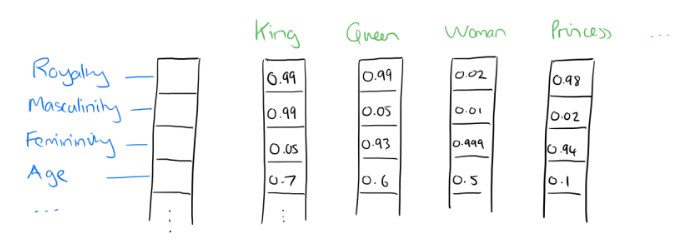 King Queen Woman Princess ...
Royalty 0.99 0.99 0.02 0.98
Masculinity 0.99 0.05 0.01 0.02
Femininity 0.05 0.93 0.999 0.94
Age 0.7 0.6 0.5 0.1
...